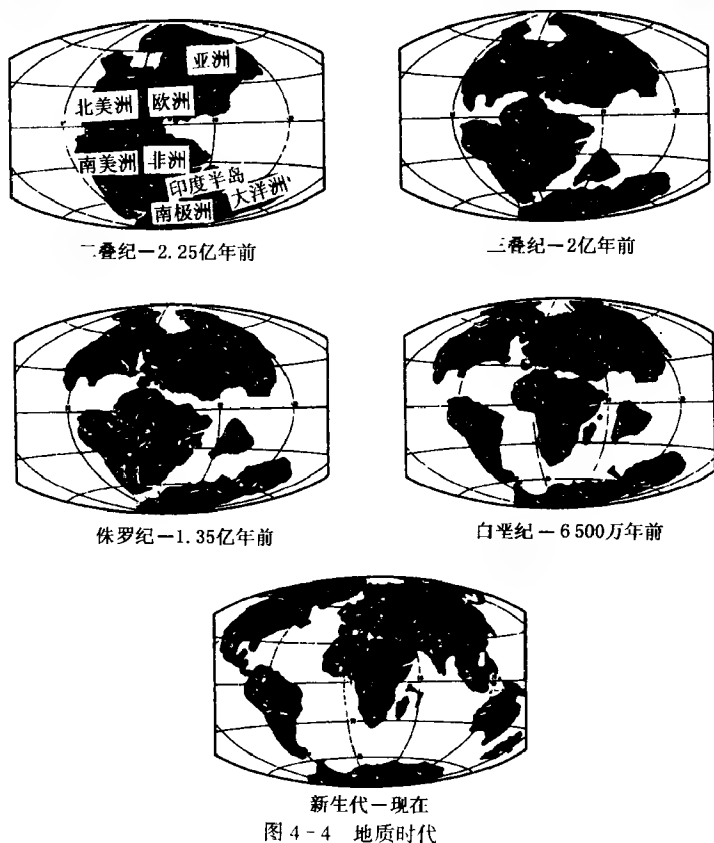 亚洲
北美洲 欧洲
南美洲 非洲
印度半岛
大洋洲
南极洲
二叠纪—2.25亿年前
三叠纪—2亿年前
侏罗纪—1.35亿年前
白垩纪—6500万年前
新生代—现在
图 4-4 地质时代